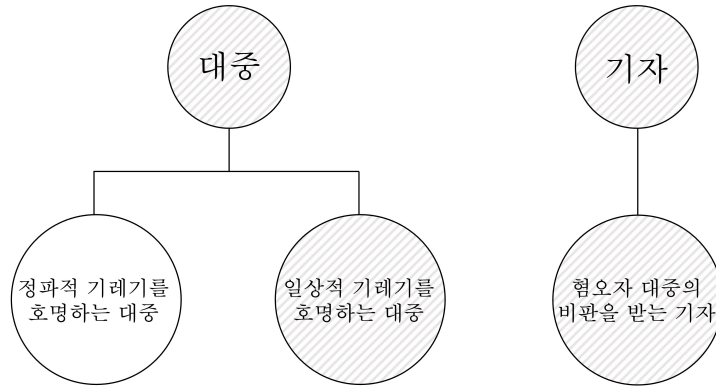 대중
기자
정파적 기레기를
호명하는 대중
일상적 기레기를
호명하는 대중
혐오자 대중의
비판을 받는 기자